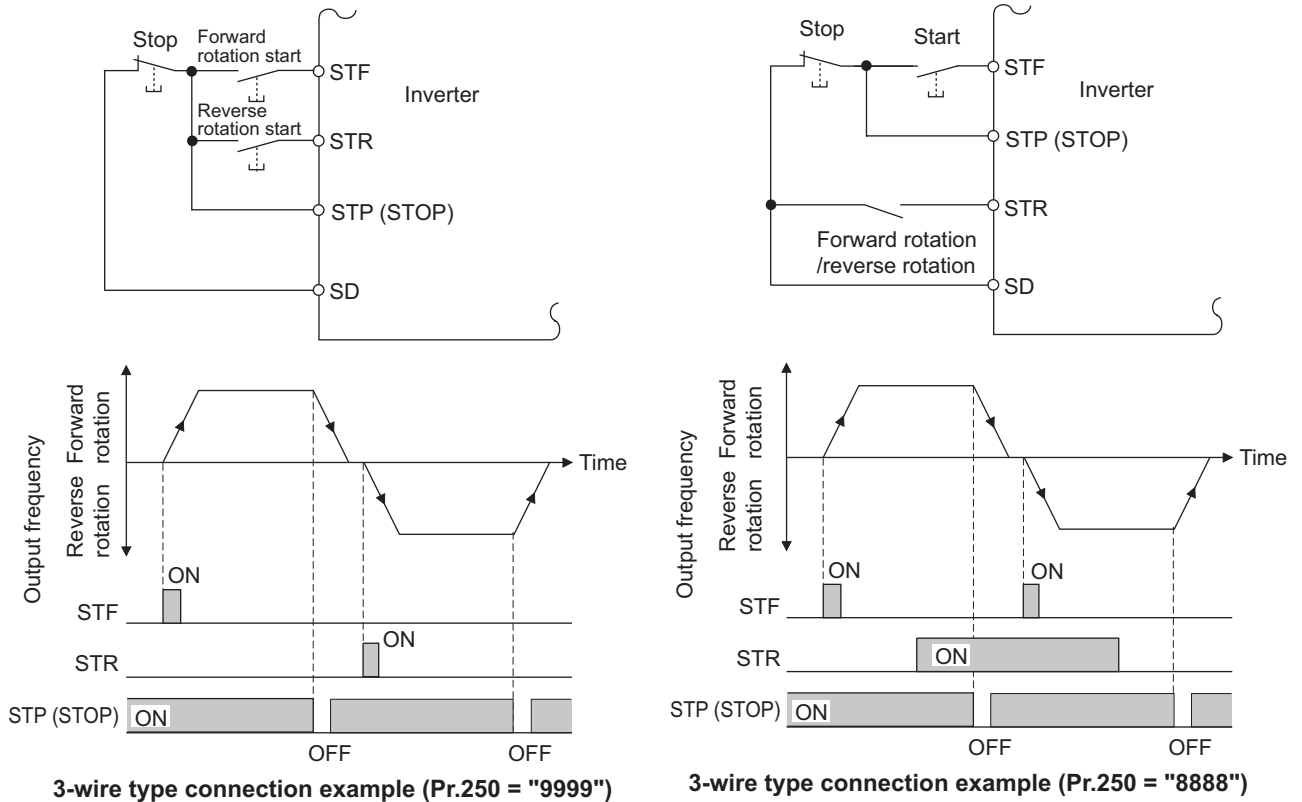 Stop
Forward
rotation start
STF
Inverter
Reverse
rotation start
STR
STP (STOP)
SD
Output frequency
Reverse Forward
rotation rotation
Time
ON
STF
ON
STR
STP (STOP)
ON
OFF
OFF
3-wire type connection example (Pr.250 = "9999")
Stop
Start
STF
Inverter
STP (STOP)
STR
Forward rotation
/reverse rotation
SD
Output frequency
Reverse Forward
rotation rotation
Time
ON
ON
STF
STR
ON
STP (STOP)
ON
OFF
OFF
3-wire type connection example (Pr.250 = "8888")